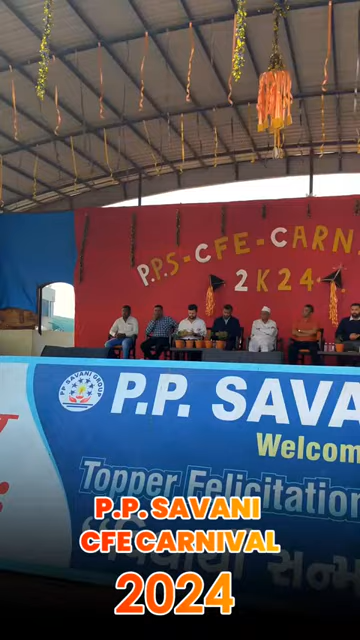 P.P.S-CFE-CARN
2K24
P.P. SAVANI GROUP
P.P. SAVA
Welcom
Topper Felicitation
P.P. SAVANI
CFE CARNIVAL
2024